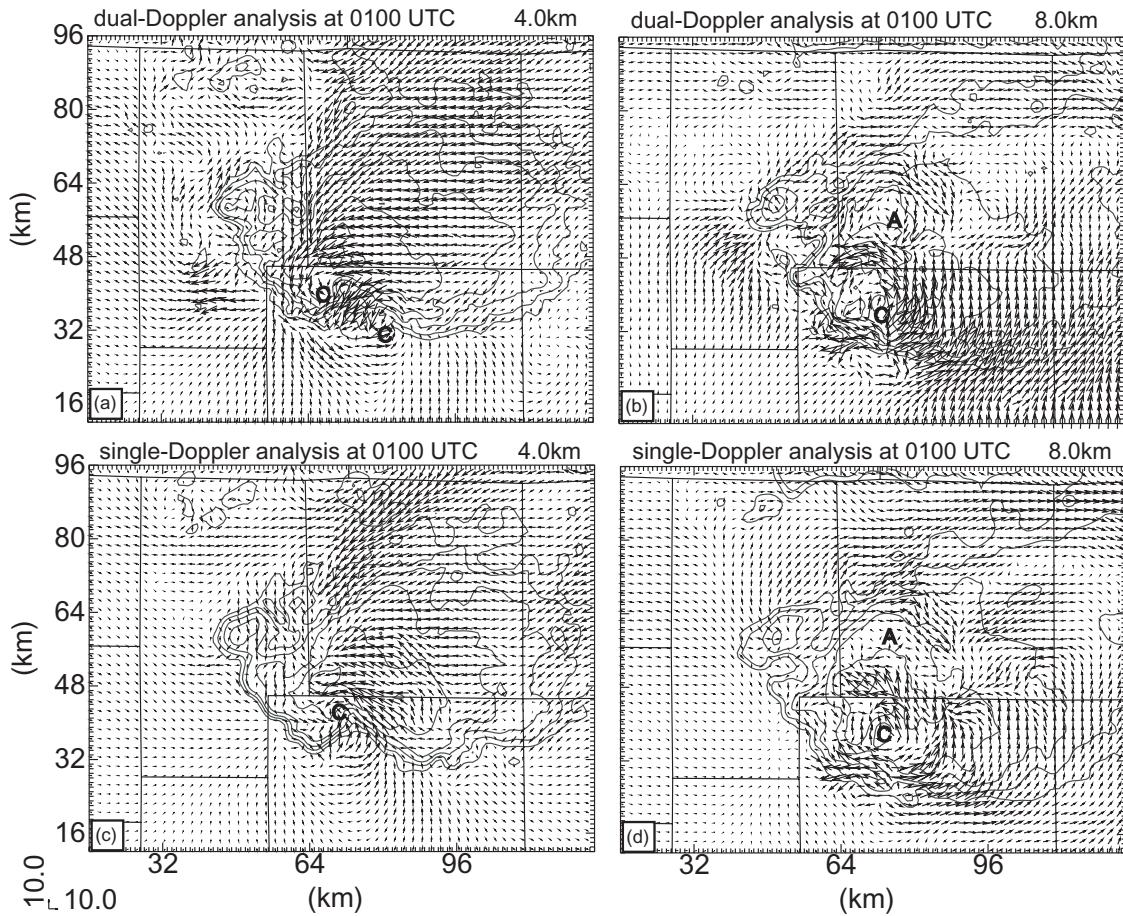 dual-Doppler analysis at 0100 UTC 4.0km
dual-Doppler analysis at 0100 UTC 8.0km
96
80
64
48
32
16
(km)
C
C
(a)
A
C
(b)
single-Doppler analysis at 0100 UTC 4.0km
single-Doppler analysis at 0100 UTC 8.0km
96
80
64
48
32
16
(km)
C
(c)
A
C
(d)
32 64 96
32 64 96
(km)
(km)
10.0
10.0